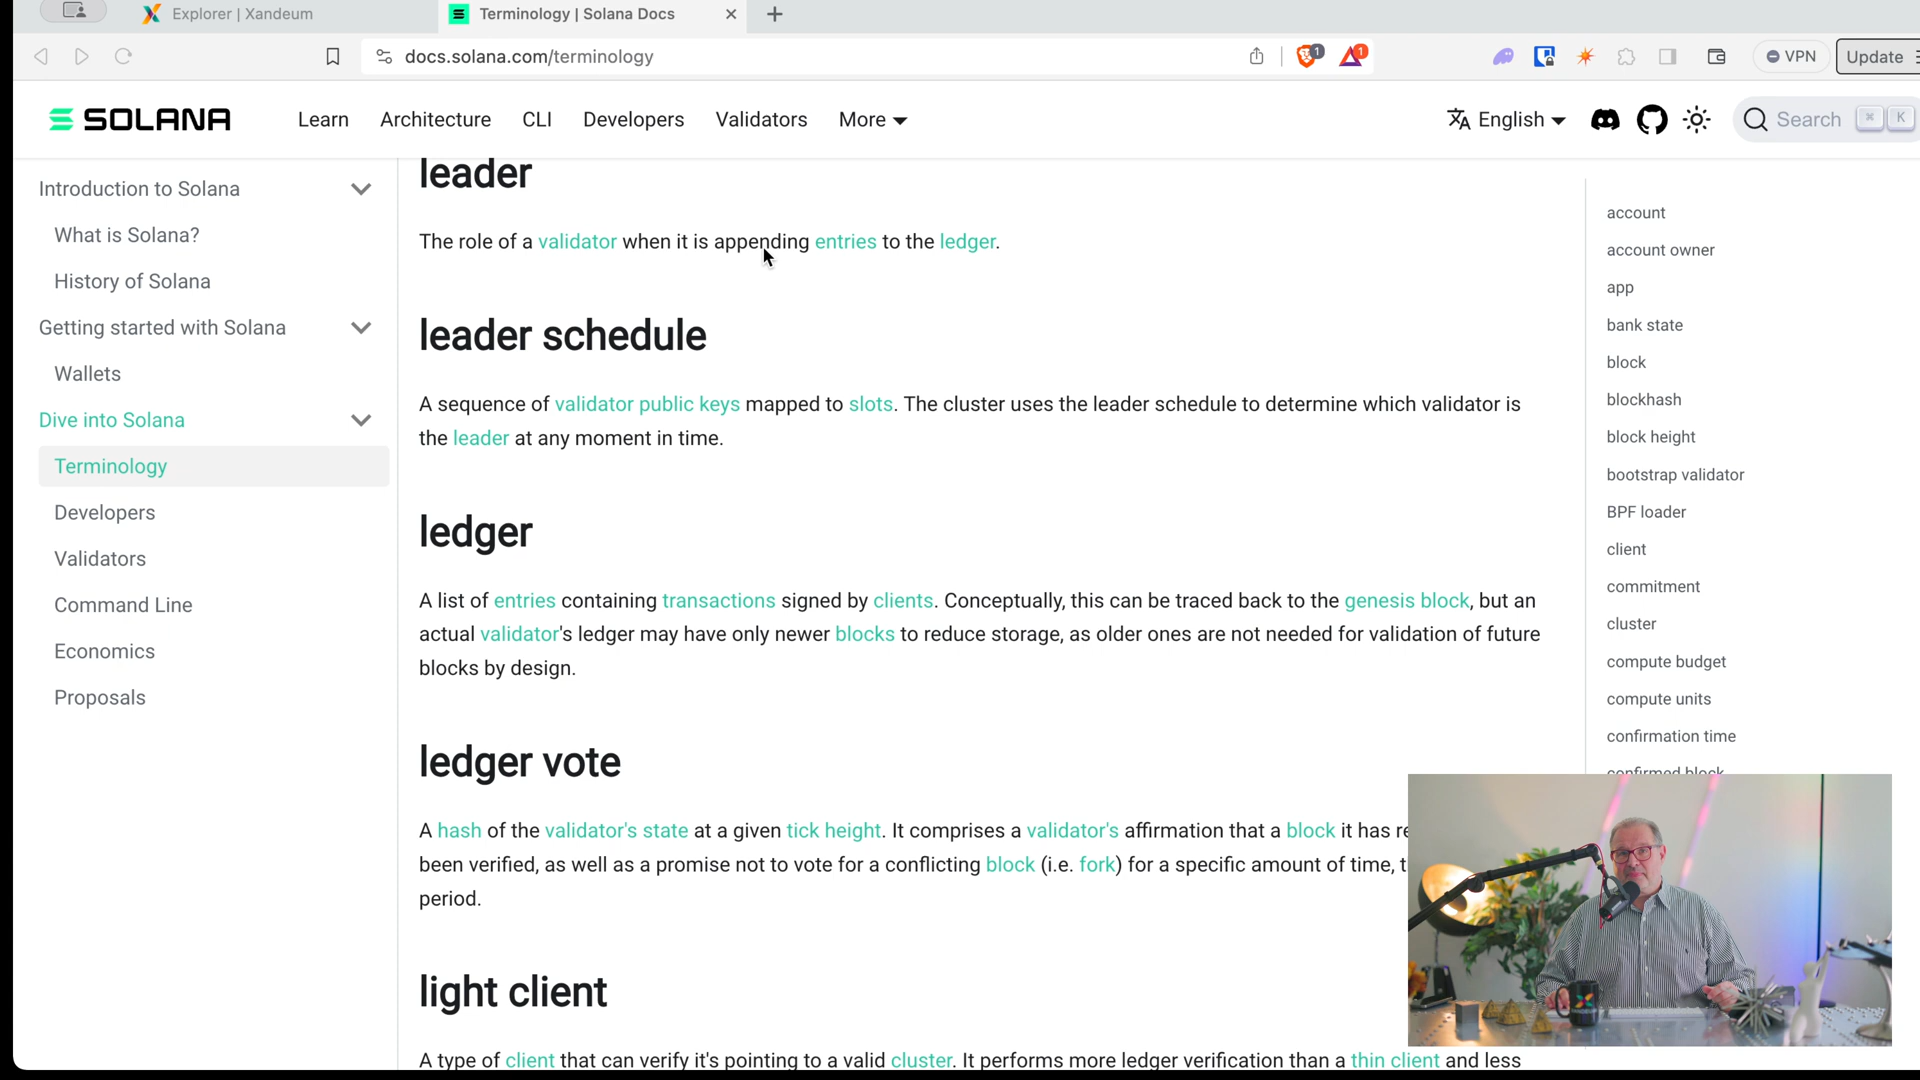 Explorer | Xandeum
Terminology | Solana Docs
docs.solana.com/terminology
1
1
VPN
Update
SOLANA
Learn
Architecture
CLI
Developers
Validators
More
English
Search
⌘
K
Introduction to Solana
What is Solana?
History of Solana
Getting started with Solana
Wallets
Dive into Solana
Terminology
Developers
Validators
Command Line
Economics
Proposals
leader
The role of a validator when it is appending entries to the ledger.
leader schedule
A sequence of validator public keys mapped to slots. The cluster uses the leader schedule to determine which validator is
the leader at any moment in time.
ledger
A list of entries containing transactions signed by clients. Conceptually, this can be traced back to the genesis block, but an
actual validator's ledger may have only newer blocks to reduce storage, as older ones are not needed for validation of future
blocks by design.
ledger vote
A hash of the validator's state at a given tick height. It comprises a validator's affirmation that a block it has
been verified, as well as a promise not to vote for a conflicting block (i.e. fork) for a specific amount of time,
period.
light client
A type of client that can verify it's pointing to a valid cluster. It performs more ledger verification than a thin client and less
account
account owner
app
bank state
block
blockhash
block height
bootstrap validator
BPF loader
client
commitment
cluster
compute budget
compute units
confirmation time
confirmed block